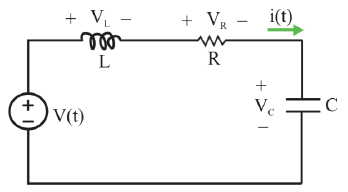 + V_L −
+ V_R −
i(t)
L
R
+
V_C
−
C
+
−
V(t)